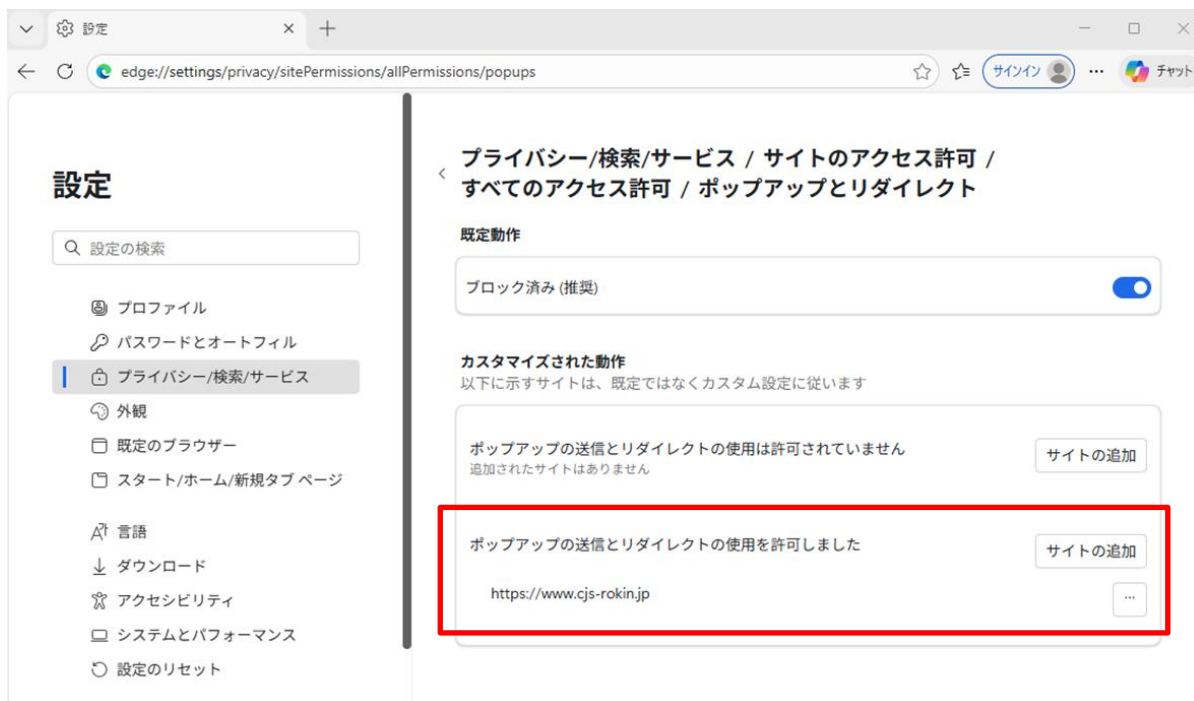 設定
edge://settings/privacy/sitePermissions/allPermissions/popups
サインイン
チャット
設定
設定の検索
プロファイル
パスワードとオートフィル
プライバシー/検索/サービス
外観
既定のブラウザー
スタート/ホーム/新規タブ ページ
言語
ダウンロード
アクセシビリティ
システムとパフォーマンス
設定のリセット
プライバシー/検索/サービス / サイトのアクセス許可 /
すべてのアクセス許可 / ポップアップとリダイレクト
既定動作
ブロック済み (推奨)
カスタマイズされた動作
以下に示すサイトは、既定ではなくカスタム設定に従います
ポップアップの送信とリダイレクトの使用は許可されていません
追加されたサイトはありません
サイトの追加
ポップアップの送信とリダイレクトの使用を許可しました
サイトの追加
https://www.cjs-rokin.jp